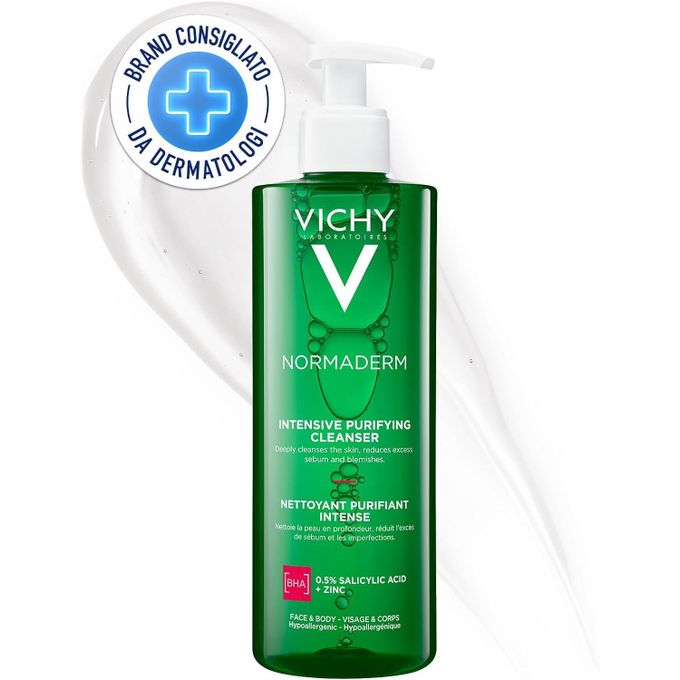 BRAND CONSIGLIATO
DA DERMATOLOGI
VICHY
LABORATOIRES
V
NORMADERM
INTENSIVE PURIFYING
CLEANSER
Deeply cleanses the skin, reduces excess
sebum and blemishes.
NETTOYANT PURIFIANT
INTENSE
Nettoie la peau en profondeur, réduit l'excès
de sébum et les imperfections.
[BHA] 0.5% SALICYLIC ACID
+ ZINC
FACE & BODY - VISAGE & CORPS
Hypoallergenic - Hypoallergénique